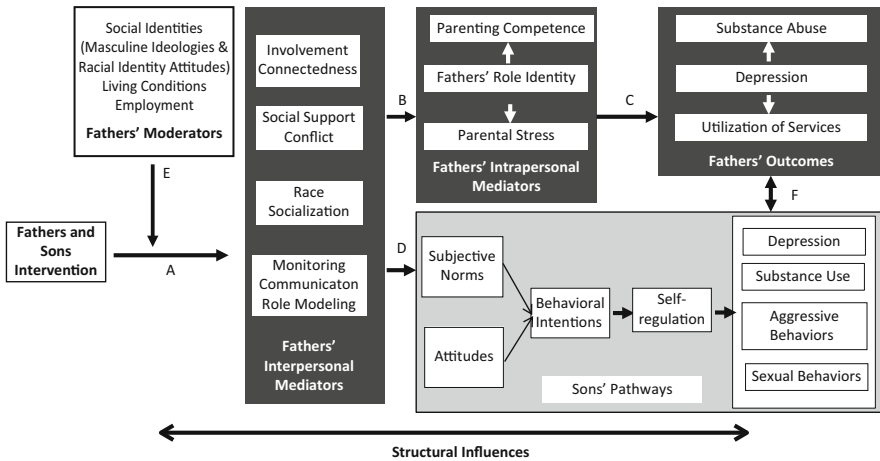 Social Identities
(Masculine Ideologies &
Racial Identity Attitudes)
Living Conditions
Employment
Fathers' Moderators
E
Fathers and
Sons
Intervention
A
Involvement
Connectedness
Social Support
Conflict
Race
Socialization
Monitoring
Communicaton
Role Modeling
Fathers'
Interpersonal
Mediators
B
Parenting Competence
Fathers' Role Identity
Parental Stress
Fathers' Intrapersonal
Mediators
C
Substance Abuse
Depression
Utilization of Services
Fathers' Outcomes
F
D
Subjective
Norms
Attitudes
Behavioral
Intentions
Self-
regulation
Sons' Pathways
Depression
Substance Use
Aggressive
Behaviors
Sexual Behaviors
Structural Influences